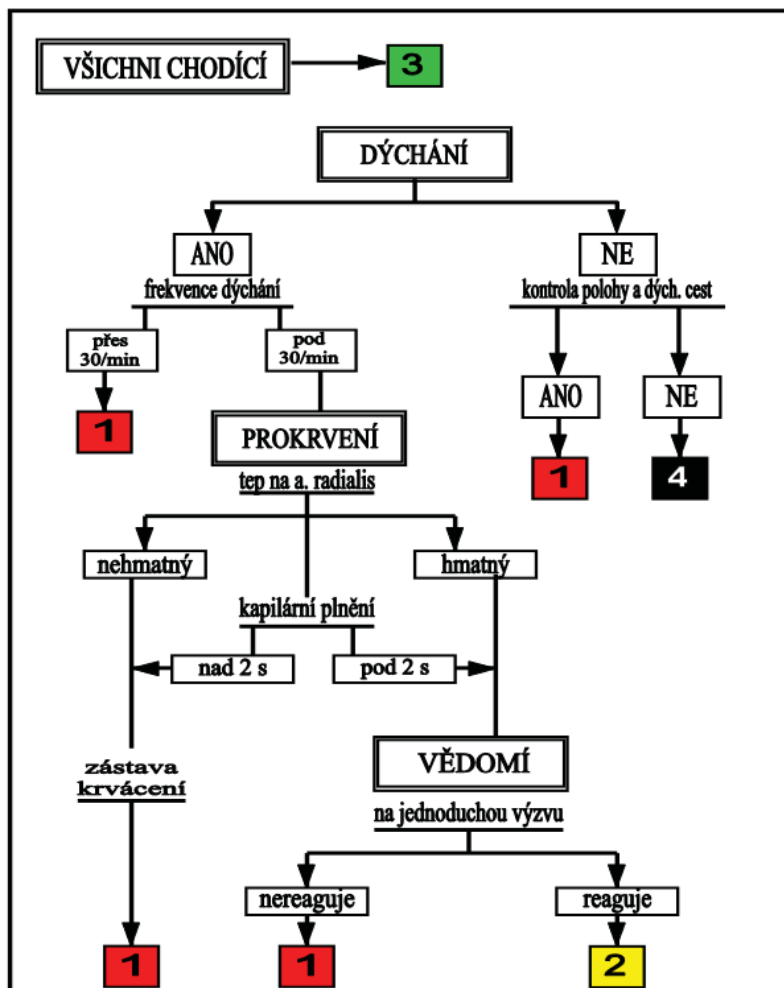 VŠICHNI CHODÍCÍ
3
DÝCHÁNÍ
ANO
NE
frekvence dýchání
kontrola polohy a dých. cest
přes
30/min
pod
30/min
ANO
NE
1
PROKRVENÍ
1
4
tep na a. radialis
nehmatný
hmatný
kapilární plnění
nad 2 s
pod 2 s
zástava
krvácení
VĚDOMÍ
na jednoduchou výzvu
nereaguje
reaguje
1
1
2